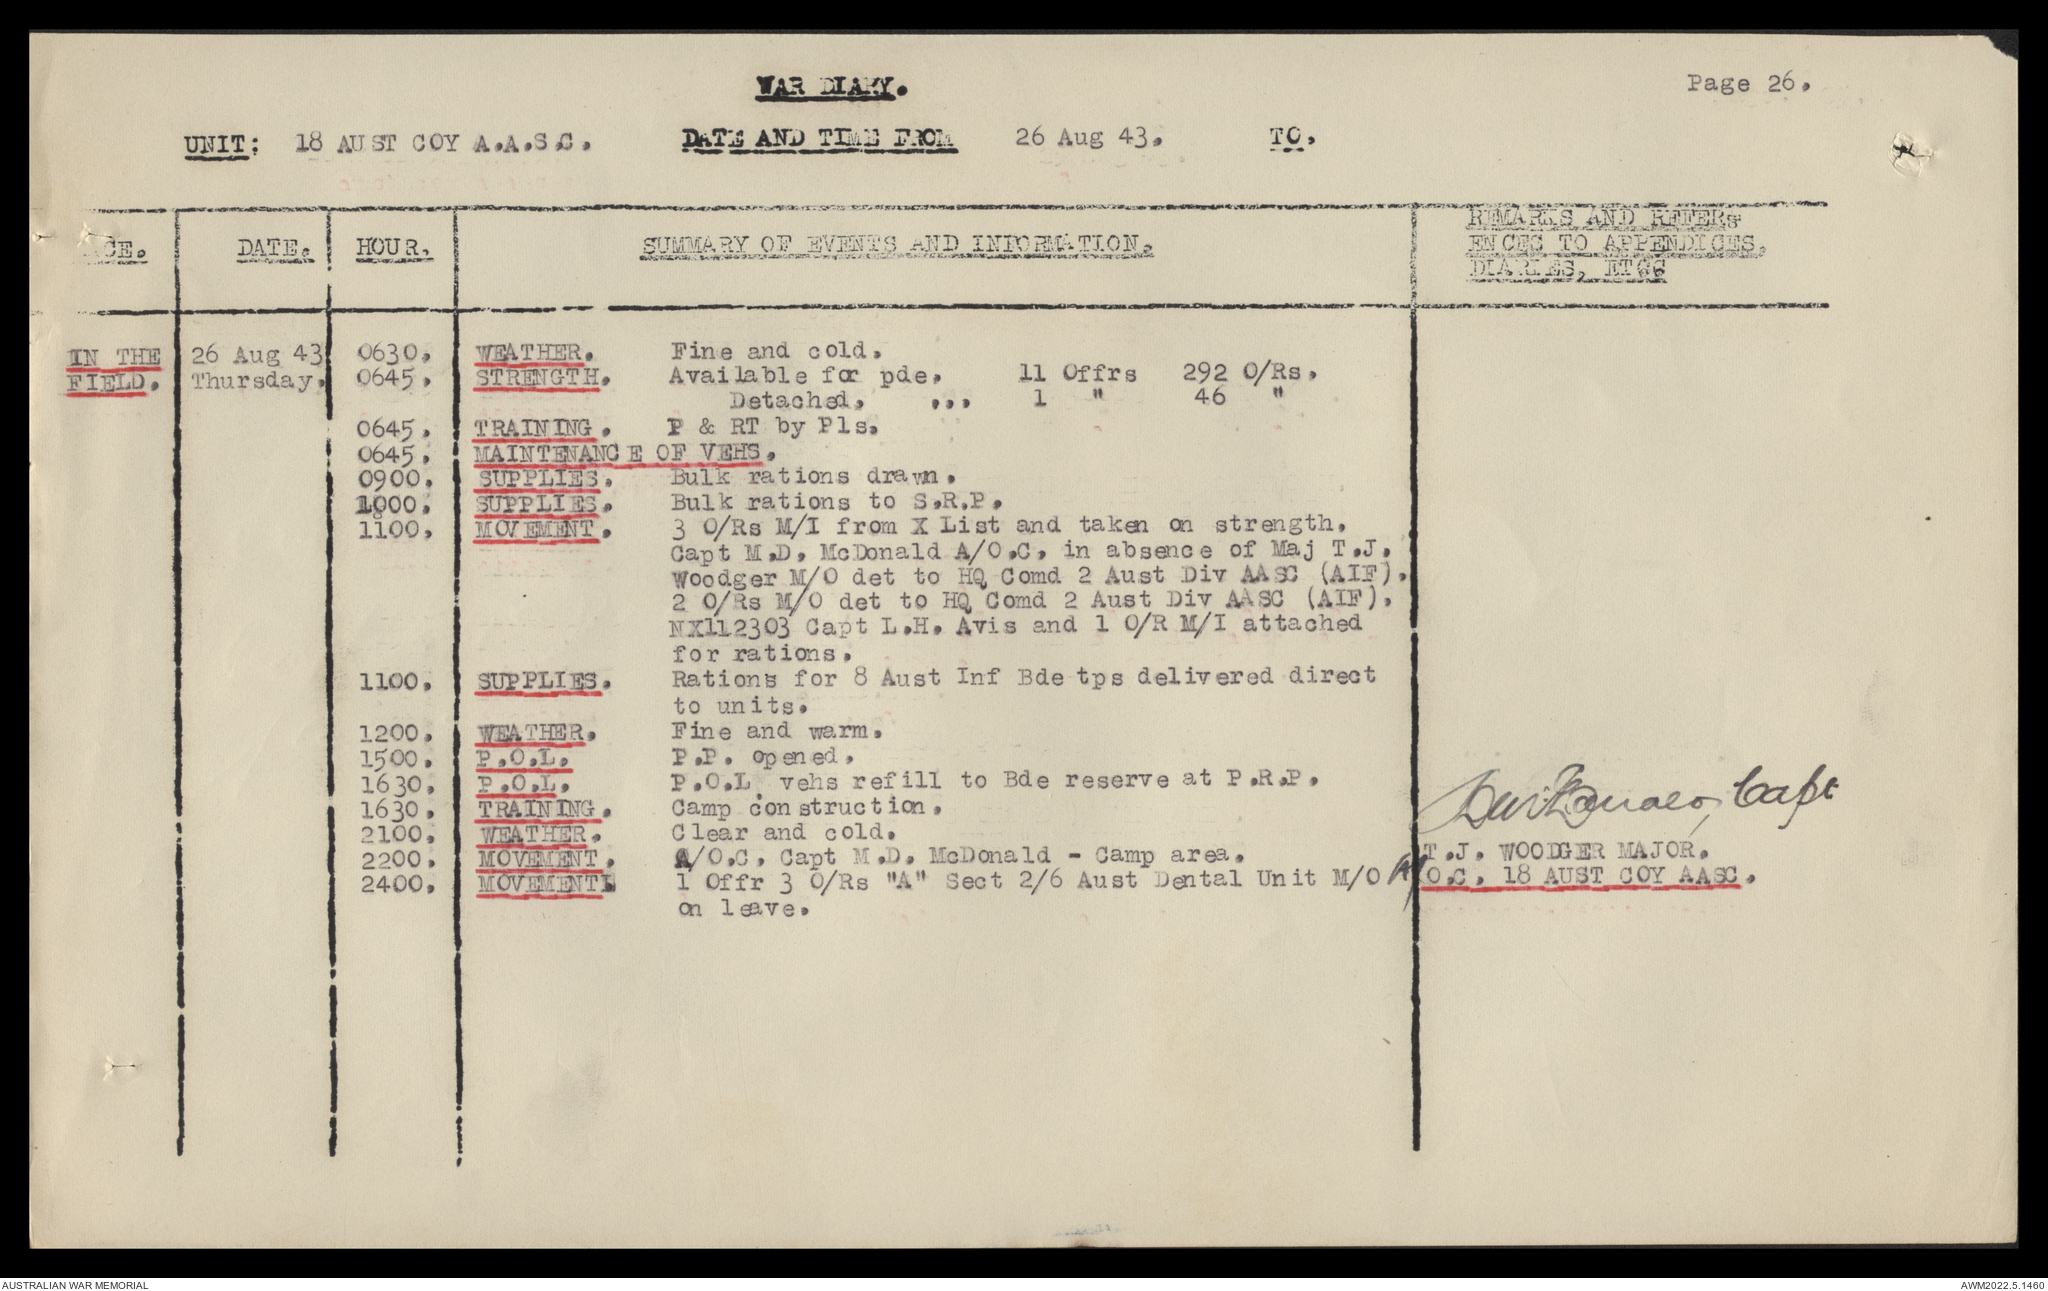 WAR DIARY.
Page 26.
UNIT: 18 AUST COY A.A.S.C. DATE AND TIME FROM 26 Aug 43. TO.
CE. DATE. HOUR. SUMMARY OF EVENTS AND INFORMATION. REMARKS AND REFER-
ENCES TO APPENDICES,
DIARIES, ETC
IN THE 26 Aug 43 0630. WEATHER. Fine and cold.
FIELD. Thursday. 0645. STRENGTH. Available for pde. 11 Offrs 292 O/Rs.
Detached. ... 1 " 46 "
0645. TRAINING. P & RT by Pls.
0645. MAINTENANCE OF VEHS.
0900. SUPPLIES. Bulk rations drawn.
1000. SUPPLIES. Bulk rations to S.R.P.
1100. MOVEMENT. 3 O/Rs M/I from X List and taken on strength.
Capt M.D. McDonald A/O.C. in absence of Maj T.J.
Woodger M/O det to HQ Comd 2 Aust Div AASC (AIF).
2 O/Rs M/O det to HQ Comd 2 Aust Div AASC (AIF).
NX112303 Capt L.H. Avis and 1 O/R M/I attached
for rations.
1100. SUPPLIES. Rations for 8 Aust Inf Bde tps delivered direct
to units.
1200. WEATHER. Fine and warm.
1500. P.O.L. P.P. opened.
1630. P.O.L. P.O.L. vehs refill to Bde reserve at P.R.P.
1630. TRAINING. Camp construction.
2100. WEATHER. Clear and cold.
2200. MOVEMENT. A/O.C. Capt M.D. McDonald - Camp area.
2400. MOVEMENT 1 Offr 3 O/Rs "A" Sect 2/6 Aust Dental Unit M/O
on leave.
Capt
T.J. WOODGER MAJOR.
O.C. 18 AUST COY AASC.
AUSTRALIAN WAR MEMORIAL
AWM2022.5.1460